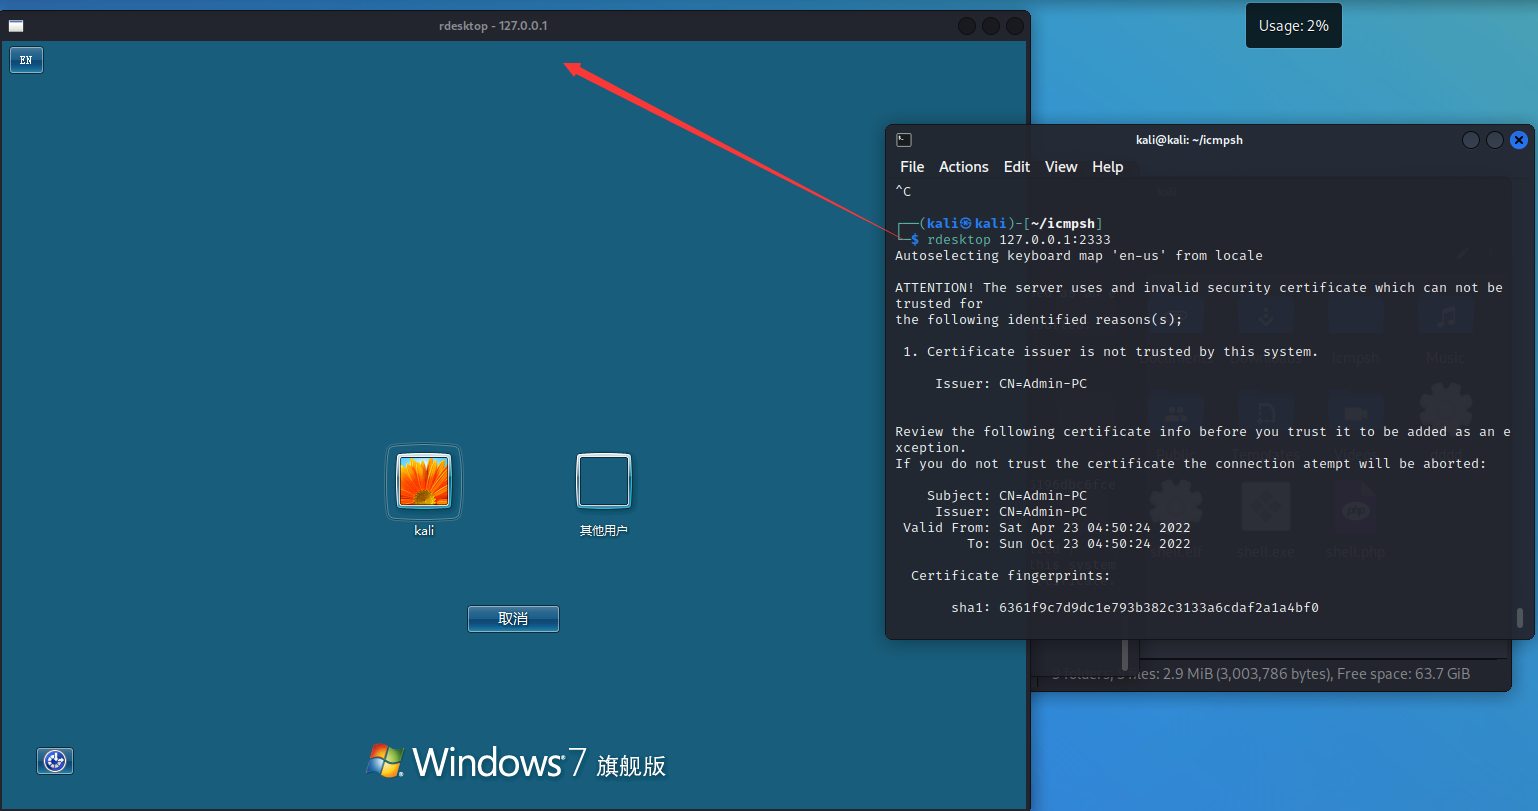 rdesktop - 127.0.0.1
EN
kali
其他用户
取消
Windows 7 旗舰版
Usage: 2%
kali@kali: ~/icmpsh
File Actions Edit View Help
^C
┌──(kali㉿kali)-[~/icmpsh]
└─$ rdesktop 127.0.0.1:2333
Autoselecting keyboard map 'en-us' from locale
ATTENTION! The server uses and invalid security certificate which can not be
trusted for
the following identified reasons(s);
1. Certificate issuer is not trusted by this system.
Issuer: CN=Admin-PC
Review the following certificate info before you trust it to be added as an e
xception.
If you do not trust the certificate the connection atempt will be aborted:
Subject: CN=Admin-PC
Issuer: CN=Admin-PC
Valid From: Sat Apr 23 04:50:24 2022
To: Sun Oct 23 04:50:24 2022
Certificate fingerprints:
sha1: 6361f9c7d9dc1e793b382c3133a6cdaf2a1a4bf0
icmpsh
Music
shell.exe
shell.php
folders, files: 2.9 MiB (3,003,786 bytes), Free space: 63.7 GiB